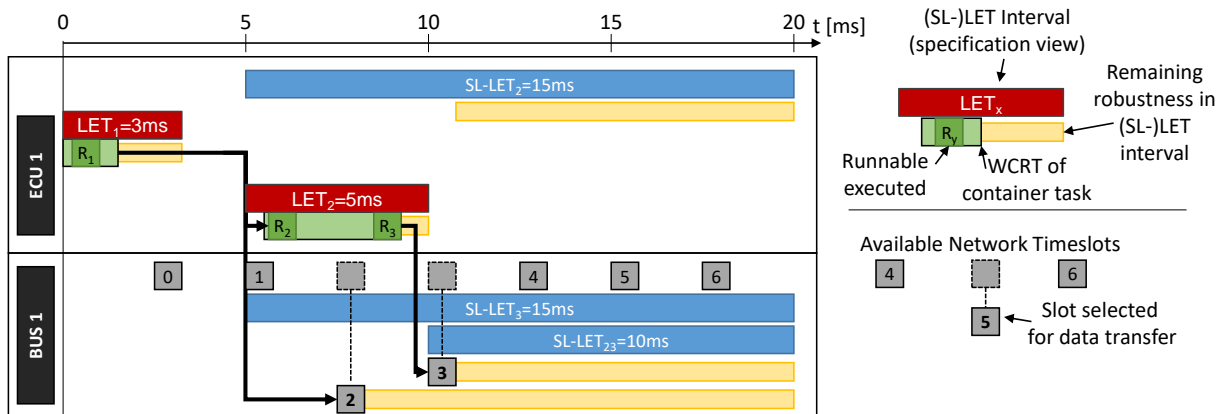 0 5 10 20 t [ms]
ECU 1
SL-LET2=15ms
LET1=3ms
R1
LET2=5ms
R2 R3
BUS 1
0 1 4 5 6
SL-LET3=15ms
SL-LET23=10ms
3
2
(SL-)LET Interval
(specification view)
LETx
Ry
Remaining
robustness in
(SL-)LET
interval
Runnable
executed
WCRT of
container task
Available Network Timeslots
4 6
5
Slot selected
for data transfer